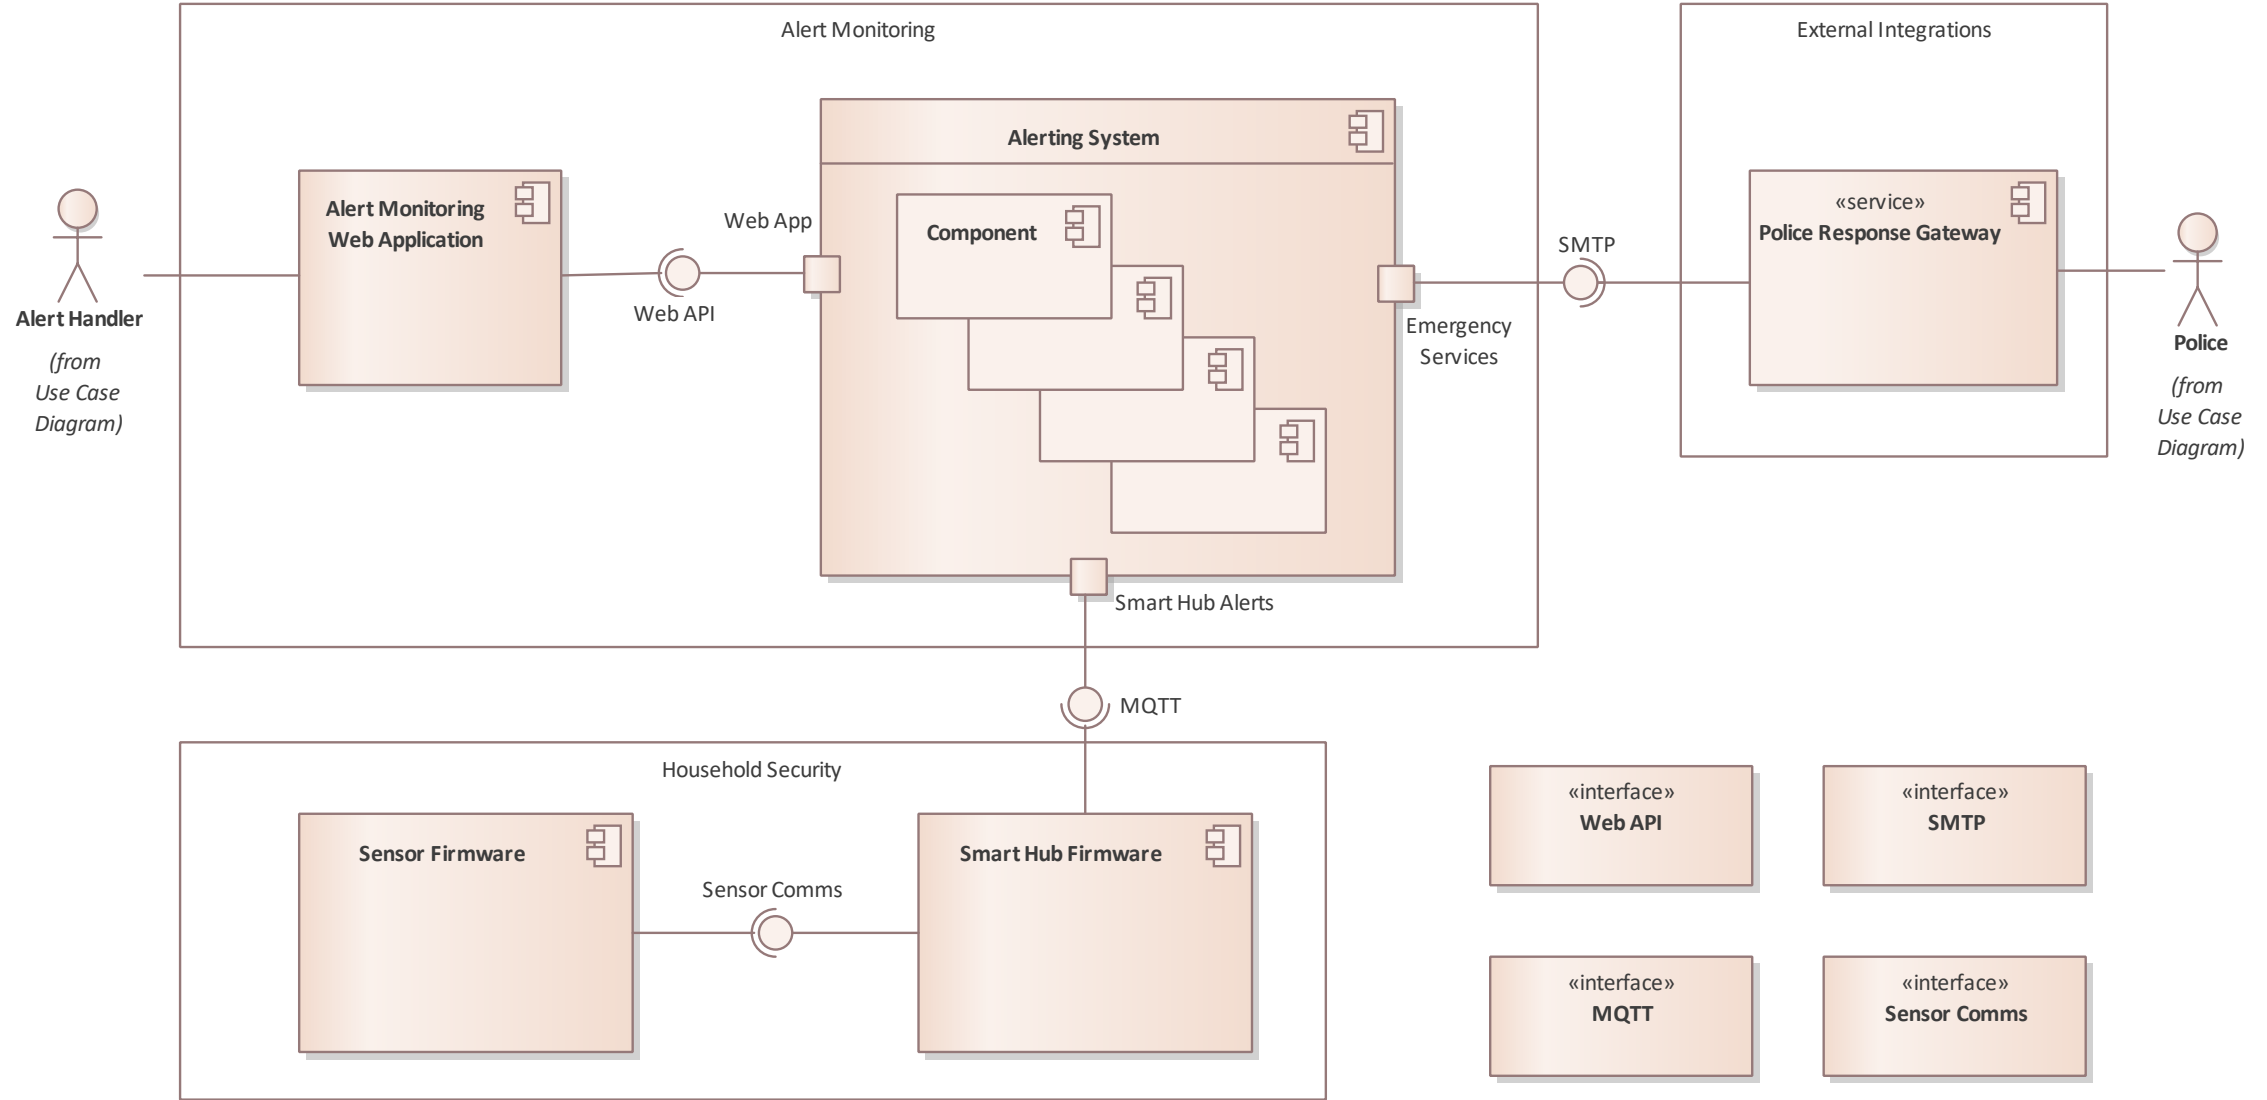 Alert Monitoring
External Integrations
Alerting System
Alert Monitoring
Web Application
Web App
Component
«service»
Police Response Gateway
SMTP
Web API
Alert Handler
(from
Use Case
Diagram)
Emergency
Services
Police
(from
Use Case
Diagram)
Smart Hub Alerts
MQTT
Household Security
Sensor Firmware
Sensor Comms
Smart Hub Firmware
«interface»
Web API
«interface»
SMTP
«interface»
MQTT
«interface»
Sensor Comms